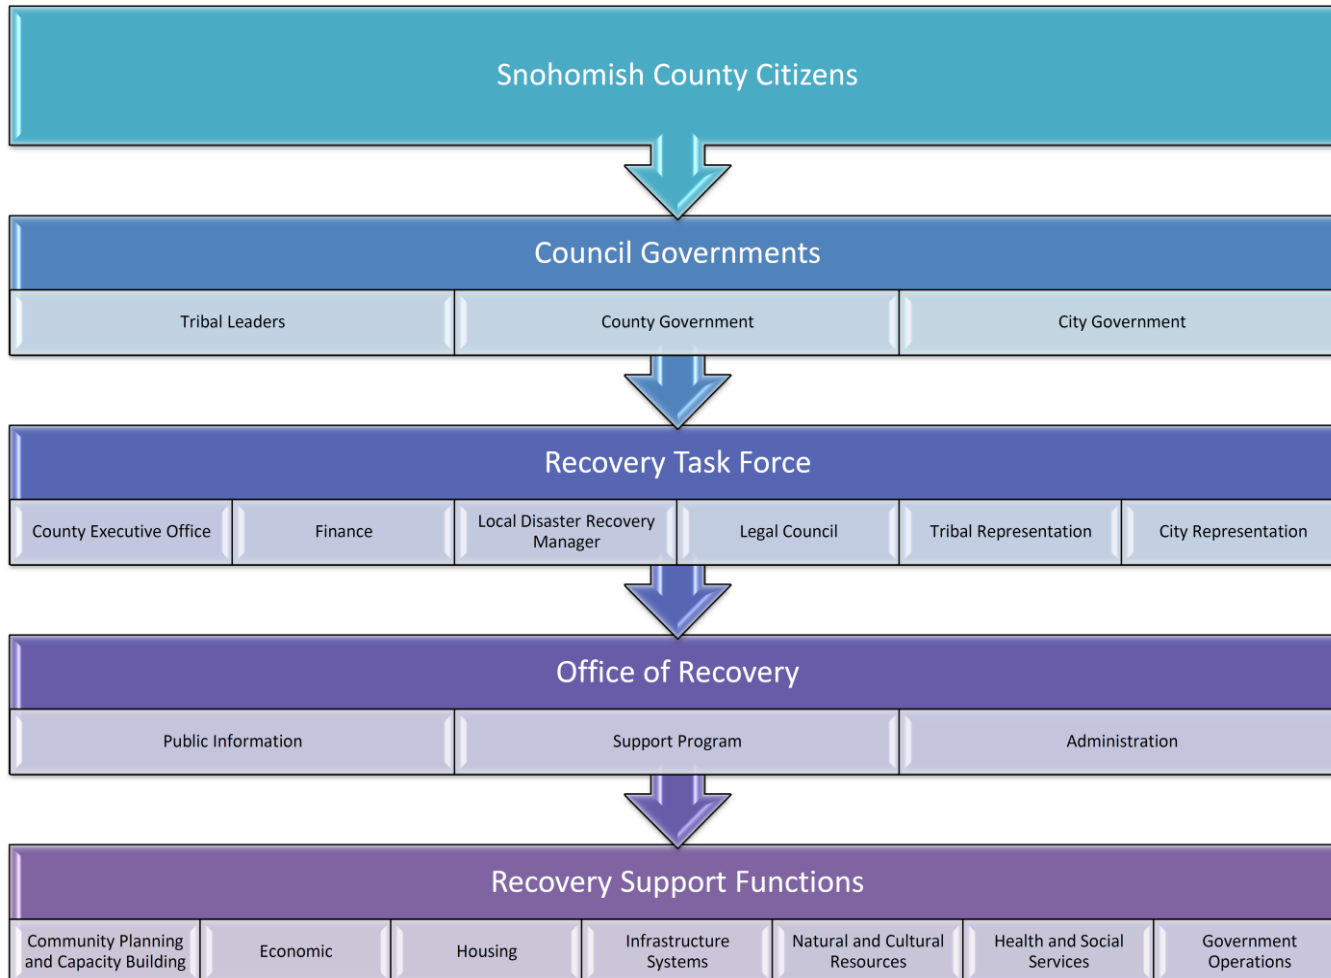 Snohomish County Citizens
Council Governments
Tribal Leaders
County Government
City Government
Recovery Task Force
County Executive Office
Finance
Local Disaster Recovery
Manager
Legal Council
Tribal Representation
City Representation
Office of Recovery
Public Information
Support Program
Administration
Recovery Support Functions
Community Planning
and Capacity Building
Economic
Housing
Infrastructure
Systems
Natural and Cultural
Resources
Health and Social
Services
Government
Operations